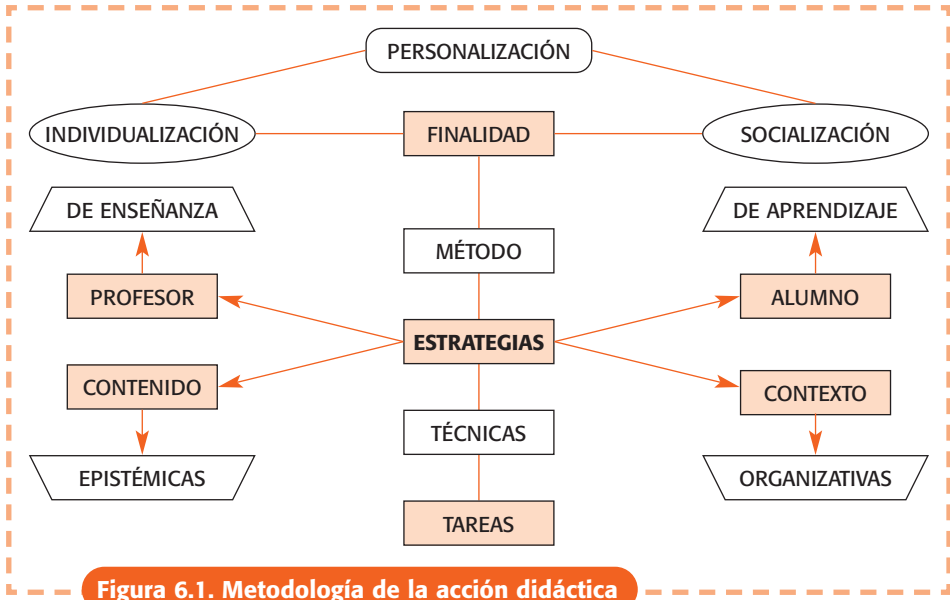 PERSONALIZACIÓN
INDIVIDUALIZACIÓN
FINALIDAD
SOCIALIZACIÓN
DE ENSEÑANZA
DE APRENDIZAJE
MÉTODO
PROFESOR
ALUMNO
ESTRATEGIAS
CONTENIDO
CONTEXTO
TÉCNICAS
EPISTÉMICAS
ORGANIZATIVAS
TAREAS
Figura 6.1. Metodología de la acción didáctica